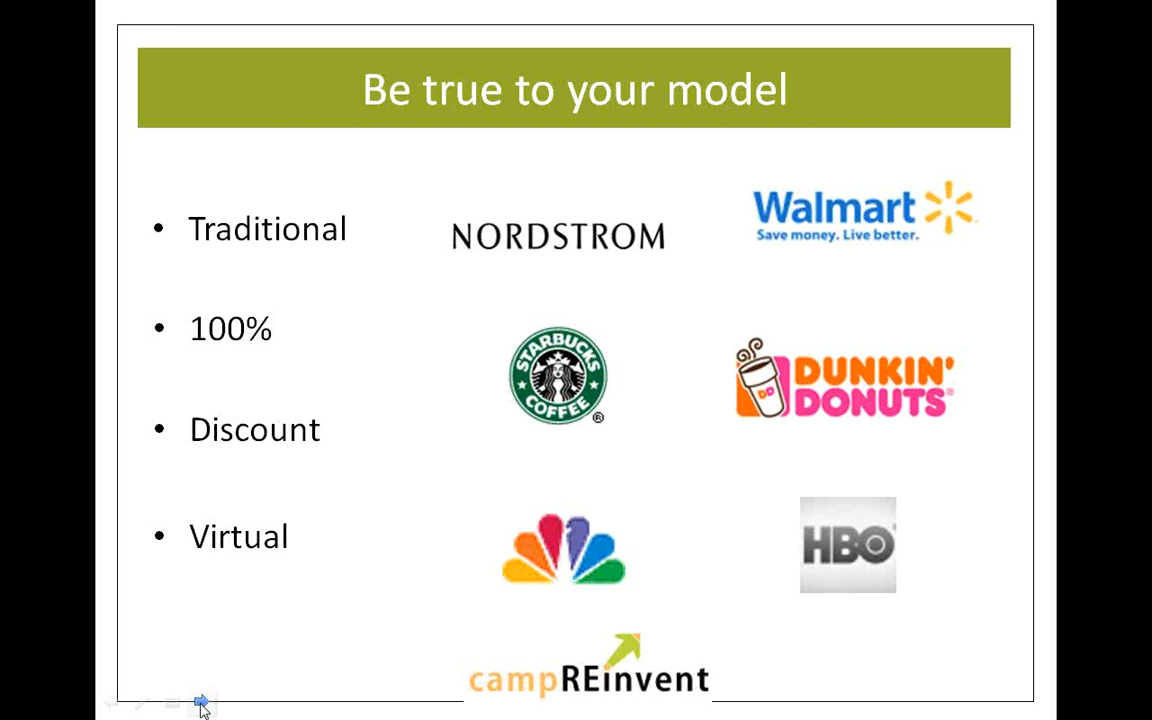 Be true to your model
• Traditional
NORDSTROM
Walmart
Save money. Live better.
• 100%
STARBUCKS
COFFEE
®
DD
DUNKIN'
DONUTS
• Discount
• Virtual
HBO
campREinvent